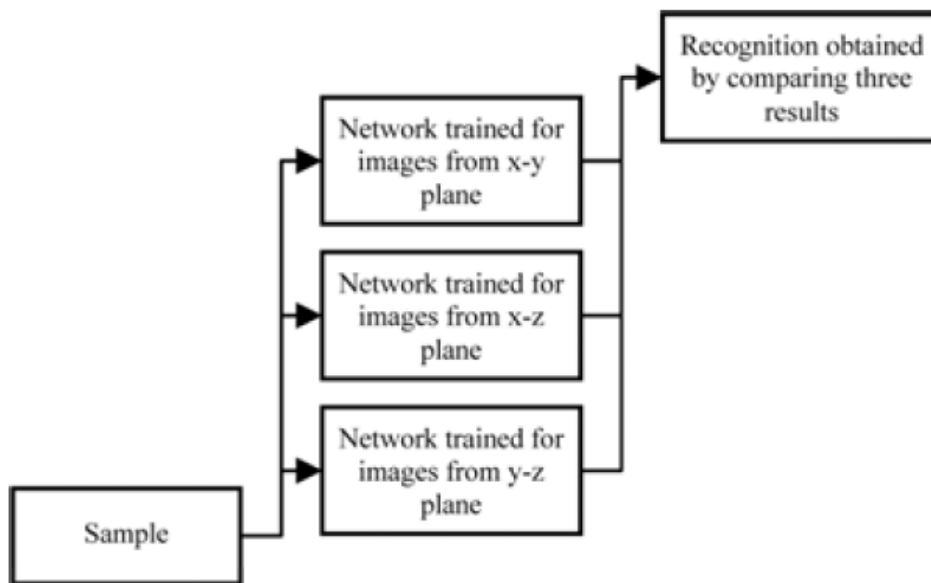 Recognition obtained
by comparing three
results
Network trained for
images from x-y
plane
Network trained for
images from x-z
plane
Network trained for
images from y-z
plane
Sample